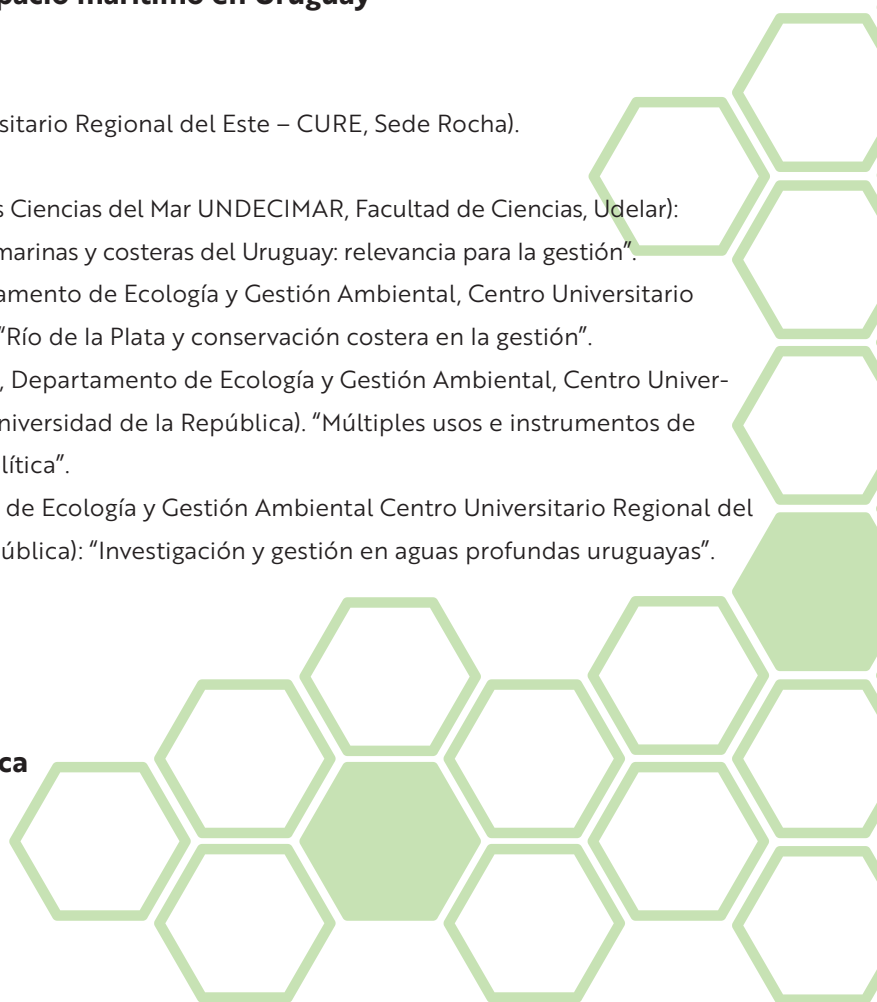 pacio marítimo en Uruguay
sitario Regional del Este – CURE, Sede Rocha).
s Ciencias del Mar UNDECIMAR, Facultad de Ciencias, Udelar):
marinas y costeras del Uruguay: relevancia para la gestión”.
amento de Ecología y Gestión Ambiental, Centro Universitario
“Río de la Plata y conservación costera en la gestión”.
, Departamento de Ecología y Gestión Ambiental, Centro Univer-
niversidad de la República). “Múltiples usos e instrumentos de
lítica”.
de Ecología y Gestión Ambiental Centro Universitario Regional del
pública): “Investigación y gestión en aguas profundas uruguayas”.
ca